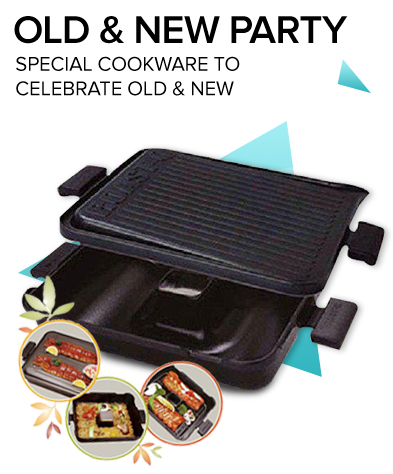 OLD & NEW PARTY
SPECIAL COOKWARE TO
CELEBRATE OLD & NEW